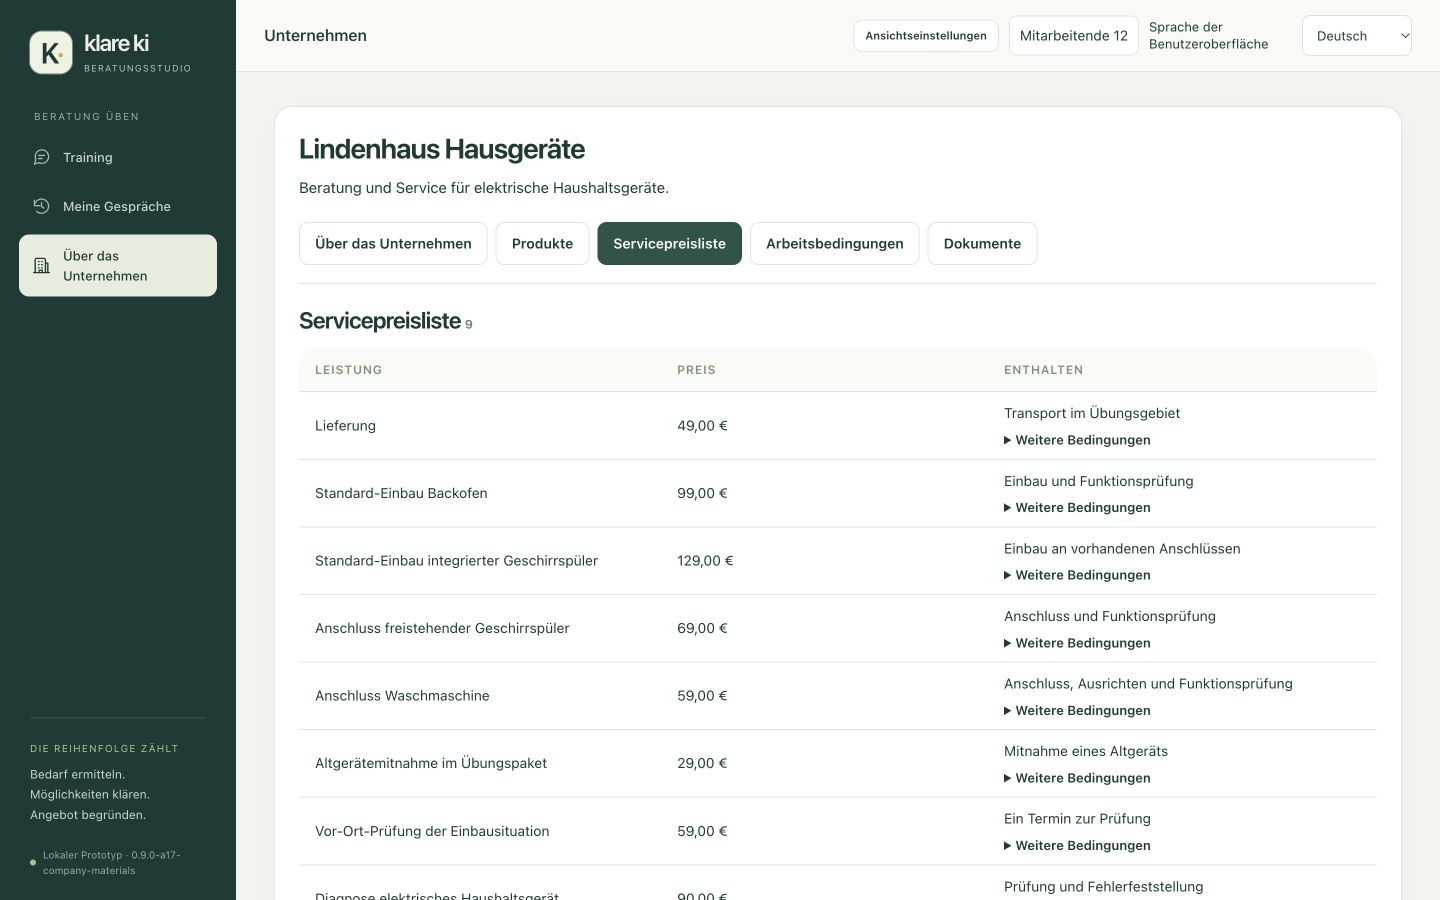 K
klare ki
BERATUNGSSTUDIO
BERATUNG ÜBEN
Training
Meine Gespräche
Über das
Unternehmen
DIE REIHENFOLGE ZÄHLT
Bedarf ermitteln.
Möglichkeiten klären.
Angebot begründen.
Lokaler Prototyp · 0.9.0-a17-
company-materials
Unternehmen
Ansichtseinstellungen
Mitarbeitende 12
Sprache der
Benutzeroberfläche
Deutsch
Lindenhaus Hausgeräte
Beratung und Service für elektrische Haushaltsgeräte.
Über das Unternehmen
Produkte
Servicepreisliste
Arbeitsbedingungen
Dokumente
Servicepreisliste 9
LEISTUNG PREIS ENTHALTEN
Lieferung 49,00 € Transport im Übungsgebiet
Weitere Bedingungen
Standard-Einbau Backofen 99,00 € Einbau und Funktionsprüfung
Weitere Bedingungen
Standard-Einbau integrierter Geschirrspüler 129,00 € Einbau an vorhandenen Anschlüssen
Weitere Bedingungen
Anschluss freistehender Geschirrspüler 69,00 € Anschluss und Funktionsprüfung
Weitere Bedingungen
Anschluss Waschmaschine 59,00 € Anschluss, Ausrichten und Funktionsprüfung
Weitere Bedingungen
Altgerätemitnahme im Übungspaket 29,00 € Mitnahme eines Altgeräts
Weitere Bedingungen
Vor-Ort-Prüfung der Einbausituation 59,00 € Ein Termin zur Prüfung
Weitere Bedingungen
Diagnose elektrisches Haushaltsgerät 90,00 € Prüfung und Fehlerfeststellung